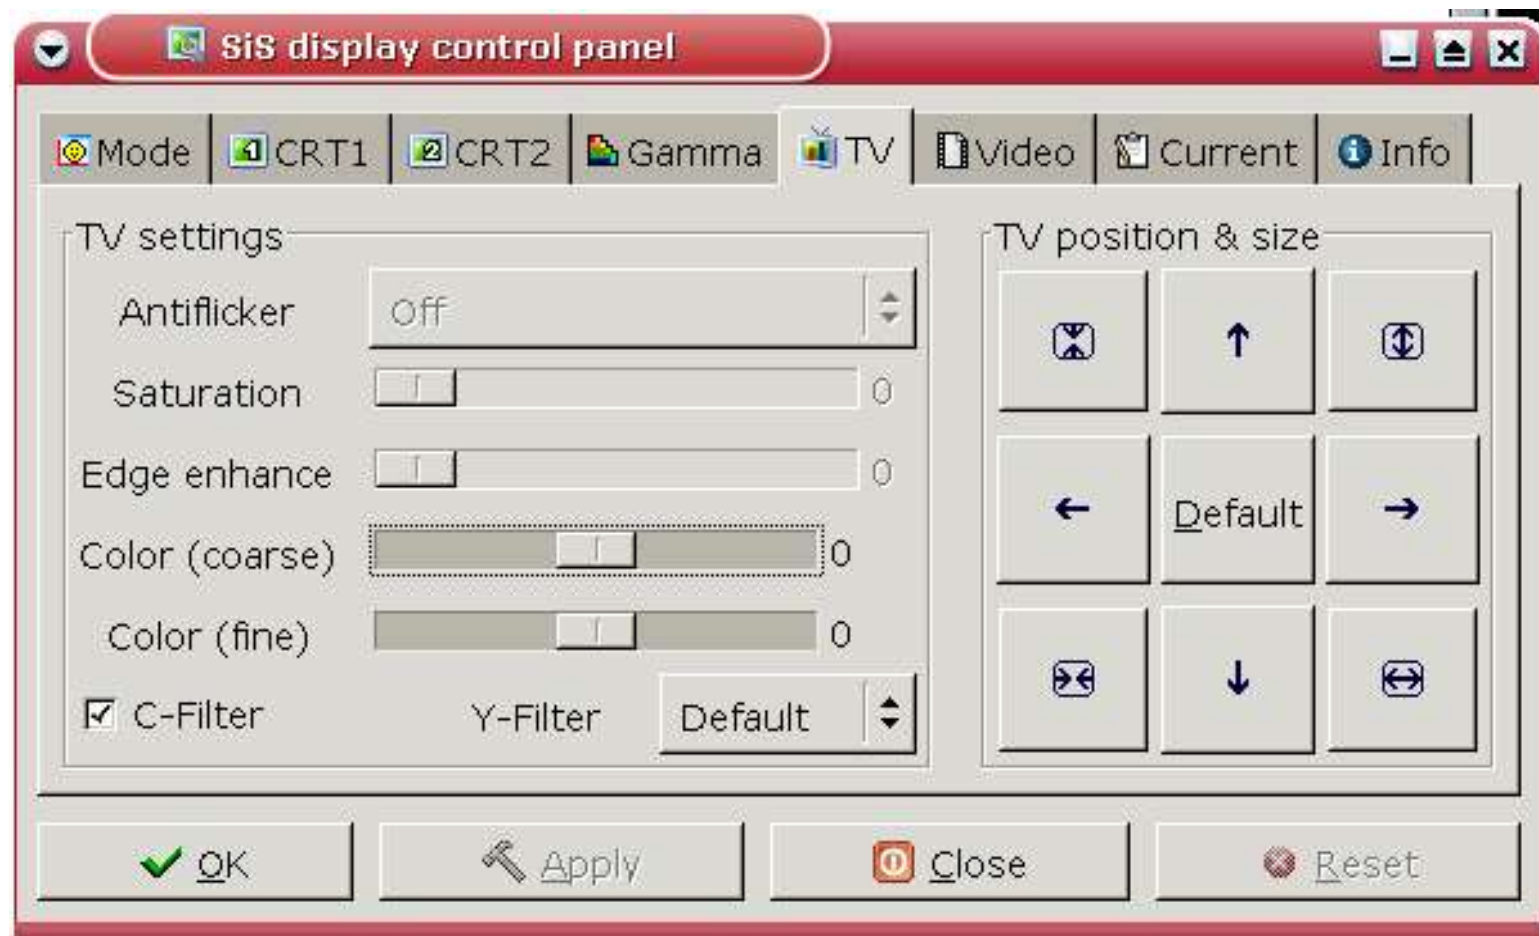 SiS display control panel
Mode 1 CRT1 2 CRT2 Gamma TV Video Current i Info
TV settings
Antiflicker Off
Saturation 0
Edge enhance 0
Color (coarse) 0
Color (fine) 0
C-Filter Y-Filter Default
TV position & size
Default
OK Apply Close Reset